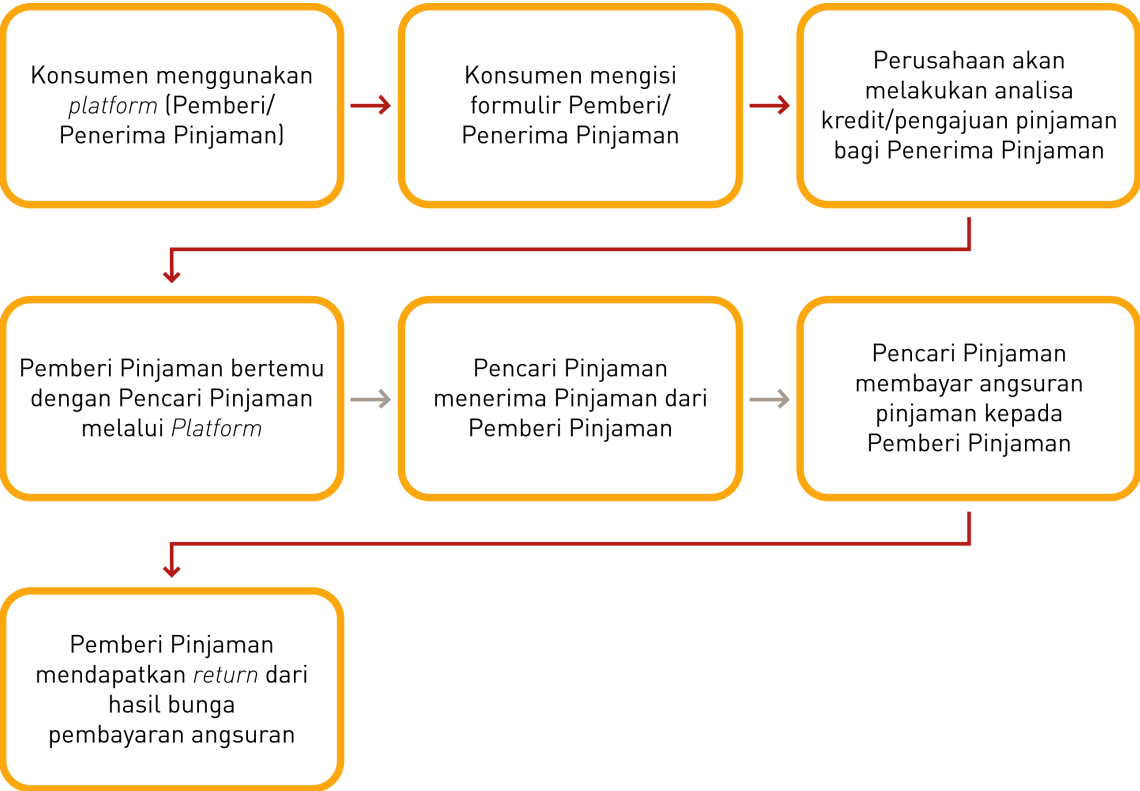 Konsumen menggunakan
platform (Pemberi/
Penerima Pinjaman)
Konsumen mengisi
formulir Pemberi/
Penerima Pinjaman
Perusahaan akan
melakukan analisa
kredit/pengajuan pinjaman
bagi Penerima Pinjaman
Pemberi Pinjaman bertemu
dengan Pencari Pinjaman
melalui Platform
Pencari Pinjaman
menerima Pinjaman dari
Pemberi Pinjaman
Pencari Pinjaman
membayar angsuran
pinjaman kepada
Pemberi Pinjaman
Pemberi Pinjaman
mendapatkan return dari
hasil bunga
pembayaran angsuran